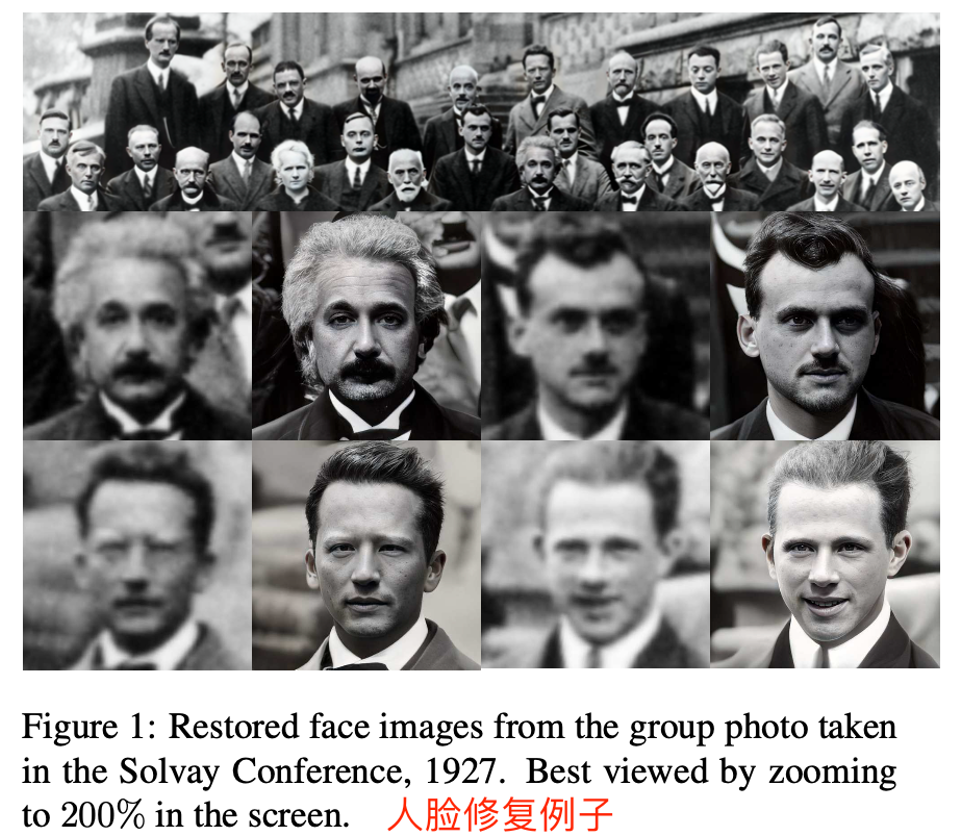 Figure 1: Restored face images from the group photo taken
in the Solvay Conference, 1927. Best viewed by zooming
to 200% in the screen. 人脸修复例子